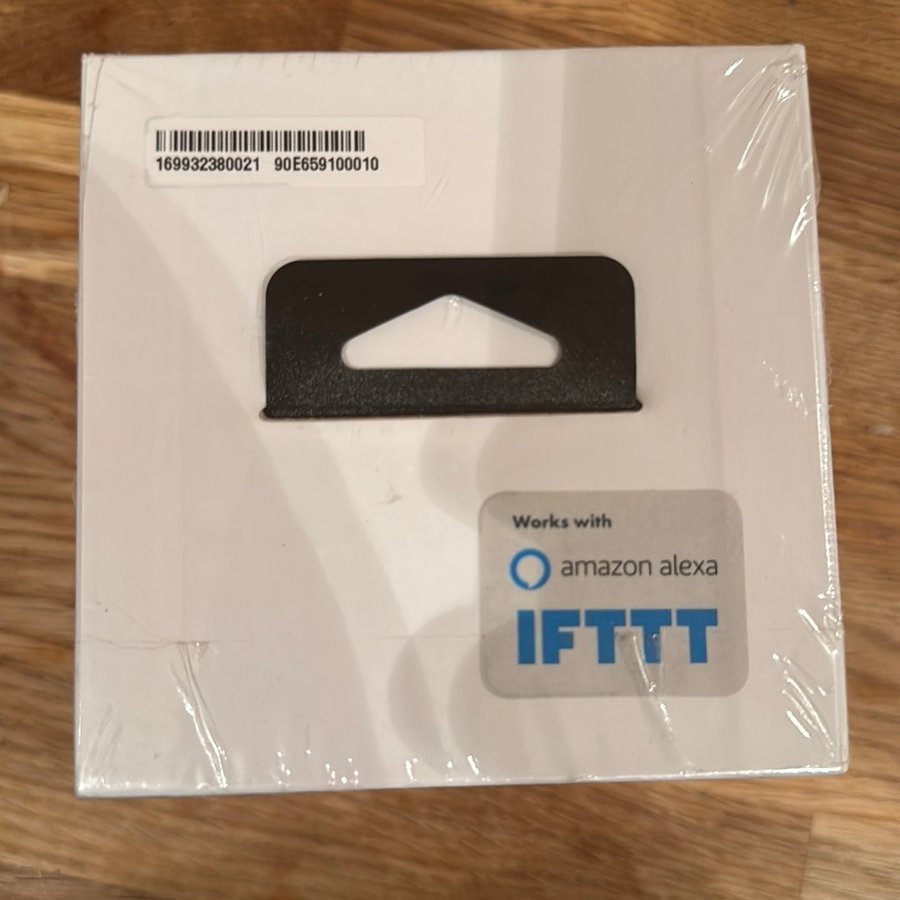 169932380021 90E659100010
Works with
amazon alexa
IFTTT